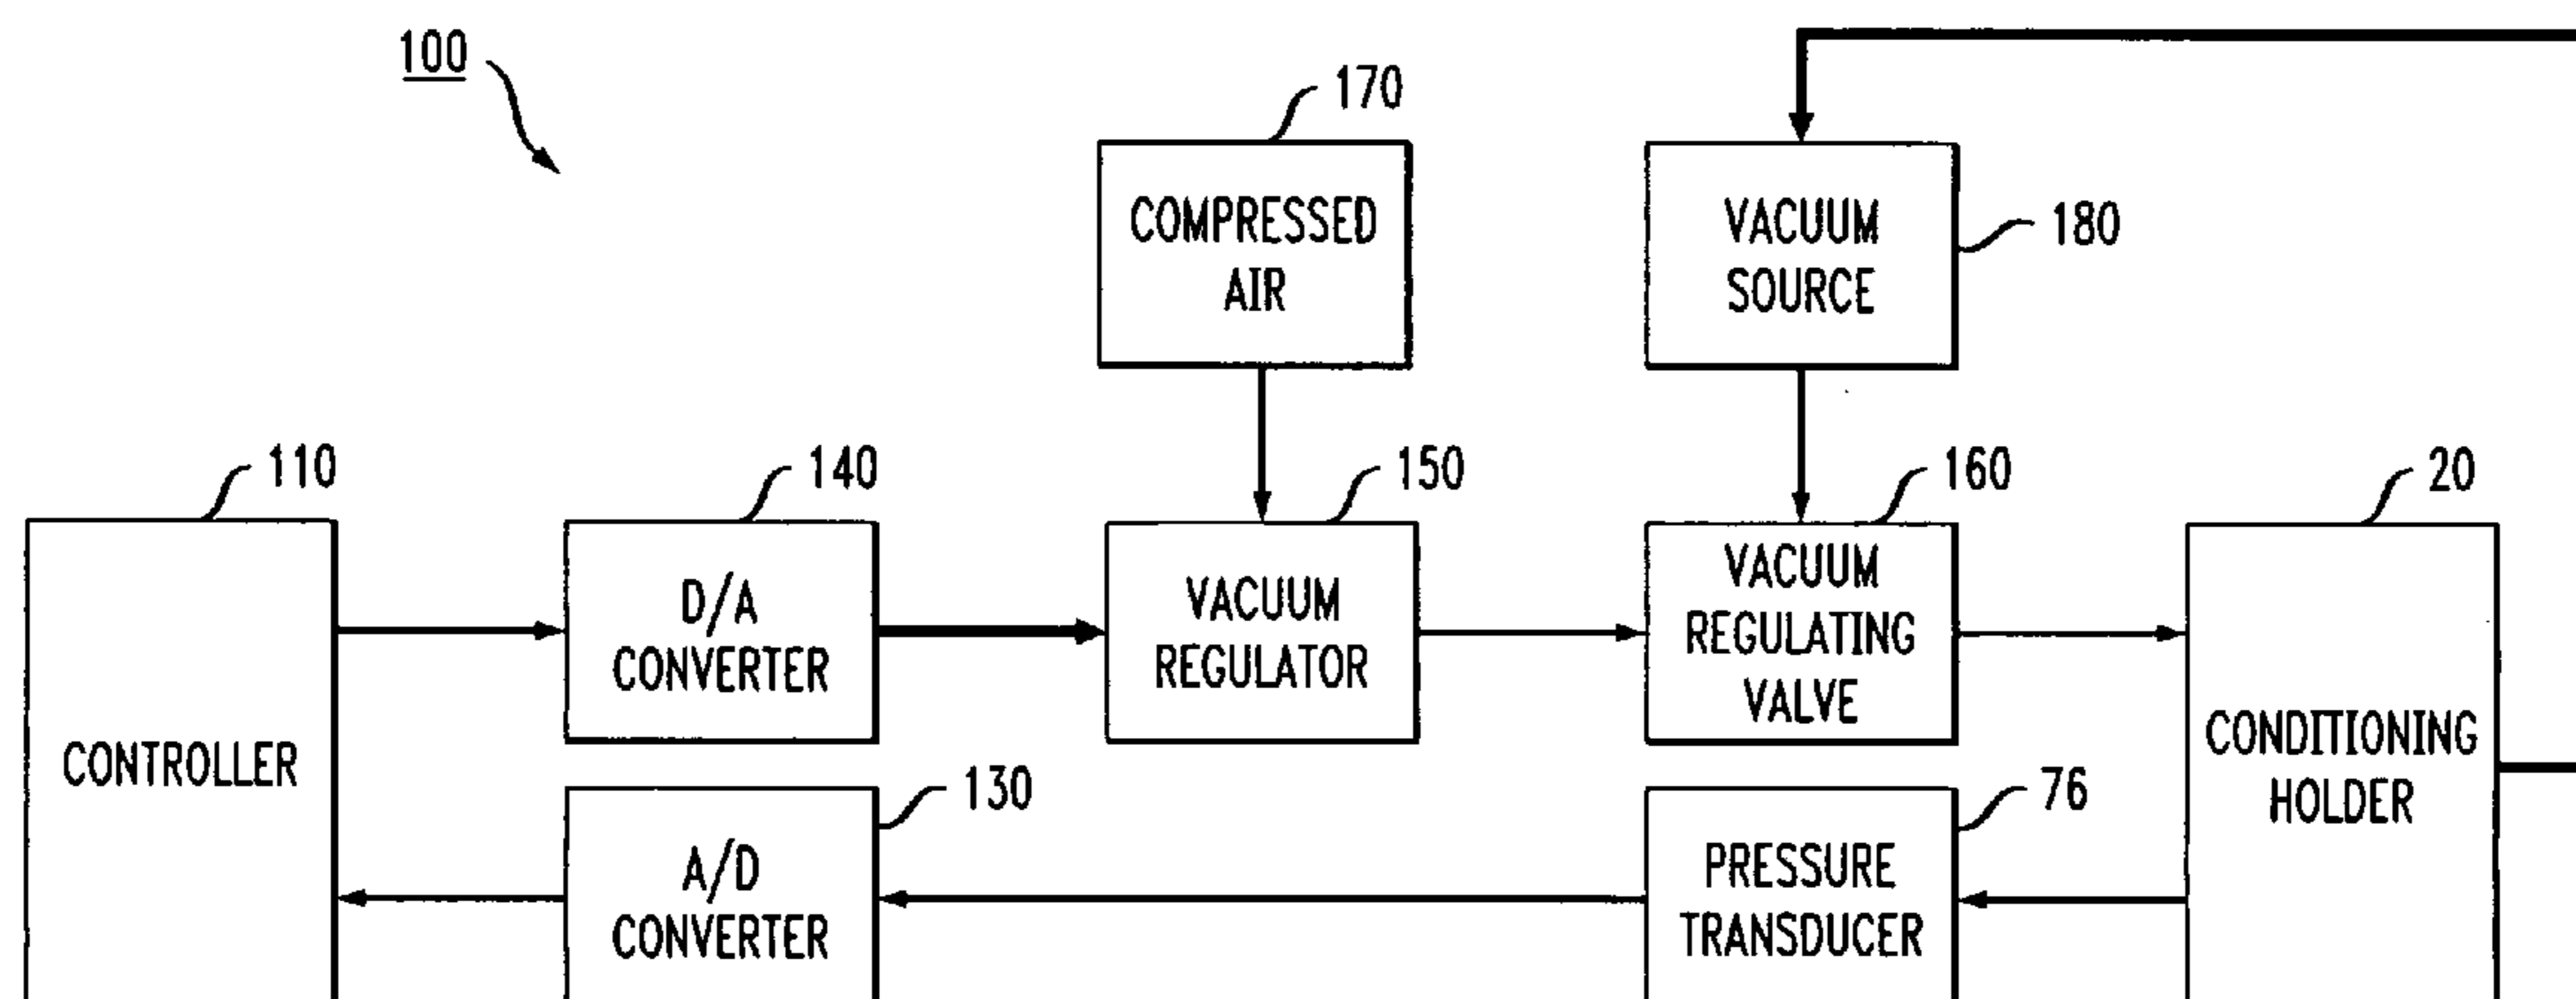 100
170
COMPRESSED
AIR
VACUUM
SOURCE
180
110
140
150
160
20
CONTROLLER
D/A
CONVERTER
VACUUM
REGULATOR
VACUUM
REGULATING
VALVE
CONDITIONING
HOLDER
130
76
A/D
CONVERTER
PRESSURE
TRANSDUCER